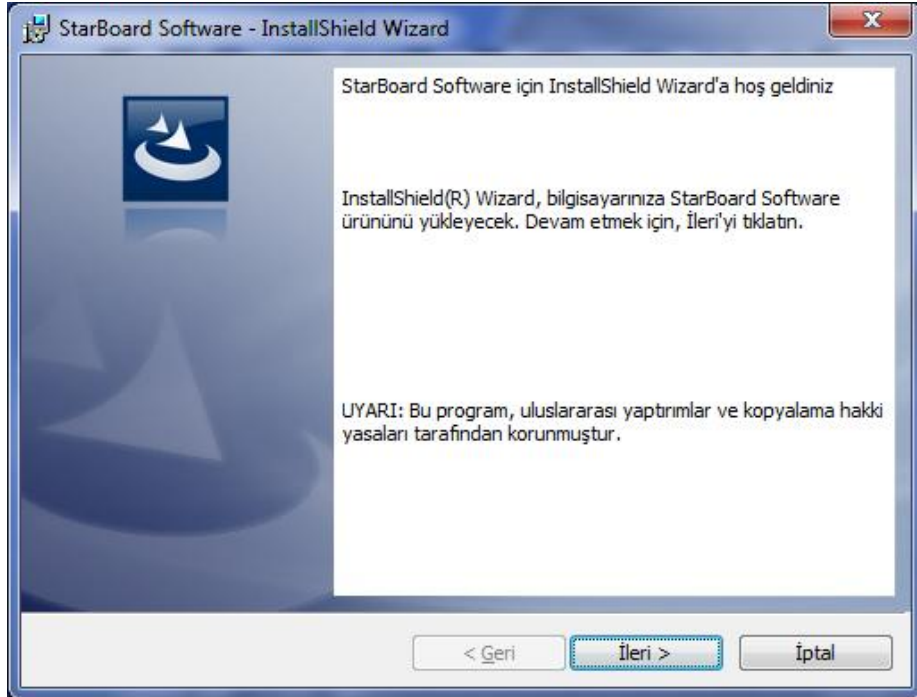 StarBoard Software - InstallShield Wizard
StarBoard Software için InstallShield Wizard'a hoş geldiniz
InstallShield(R) Wizard, bilgisayarınıza StarBoard Software
ürününü yükleyecek. Devam etmek için, İleri'yi tıklatın.
UYARI: Bu program, uluslararası yaptırımlar ve kopyalama hakki
yasaları tarafından korunmuştur.
< Geri
İleri >
İptal